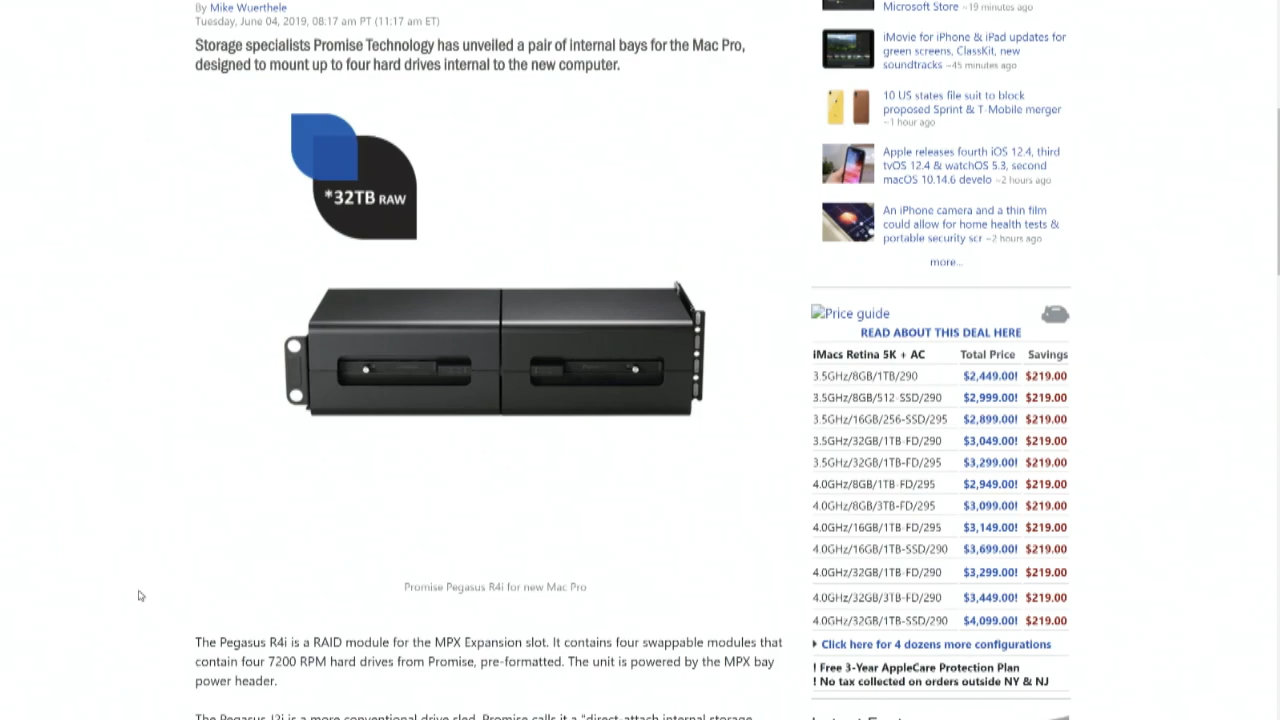 By Mike Wuerthele
Tuesday, June 04, 2019, 08:17 am PT (11:17 am ET)
Storage specialists Promise Technology has unveiled a pair of internal bays for the Mac Pro,
designed to mount up to four hard drives internal to the new computer.
*32TB RAW
Promise Pegasus R4i for new Mac Pro
The Pegasus R4i is a RAID module for the MPX Expansion slot. It contains four swappable modules that
contain four 7200 RPM hard drives from Promise, pre-formatted. The unit is powered by the MPX bay
power header.
The Pegasus J2i is a more conventional drive sled. Promise calls it a "direct-attach internal storage
Microsoft Store ~19 minutes ago
iMovie for iPhone & iPad updates for
green screens, ClassKit, new
soundtracks ~45 minutes ago
10 US states file suit to block
proposed Sprint & T-Mobile merger
~1 hour ago
Apple releases fourth iOS 12.4, third
tvOS 12.4 & watchOS 5.3, second
macOS 10.14.6 develo ~2 hours ago
An iPhone camera and a thin film
could allow for home health tests &
portable security scr ~2 hours ago
more...
Price guide
READ ABOUT THIS DEAL HERE
iMacs Retina 5K + AC Total Price Savings
3.5GHz/8GB/1TB/290 $2,449.00! $219.00
3.5GHz/8GB/512-SSD/290 $2,999.00! $219.00
3.5GHz/16GB/256-SSD/295 $2,899.00! $219.00
3.5GHz/32GB/1TB-FD/290 $3,049.00! $219.00
3.5GHz/32GB/1TB-FD/295 $3,299.00! $219.00
4.0GHz/8GB/1TB-FD/295 $2,949.00! $219.00
4.0GHz/8GB/3TB-FD/295 $3,099.00! $219.00
4.0GHz/16GB/1TB-FD/295 $3,149.00! $219.00
4.0GHz/16GB/1TB-SSD/290 $3,699.00! $219.00
4.0GHz/32GB/1TB-FD/290 $3,299.00! $219.00
4.0GHz/32GB/3TB-FD/290 $3,449.00! $219.00
4.0GHz/32GB/1TB-SSD/290 $4,099.00! $219.00
Click here for 4 dozens more configurations
! Free 3-Year AppleCare Protection Plan
! No tax collected on orders outside NY & NJ